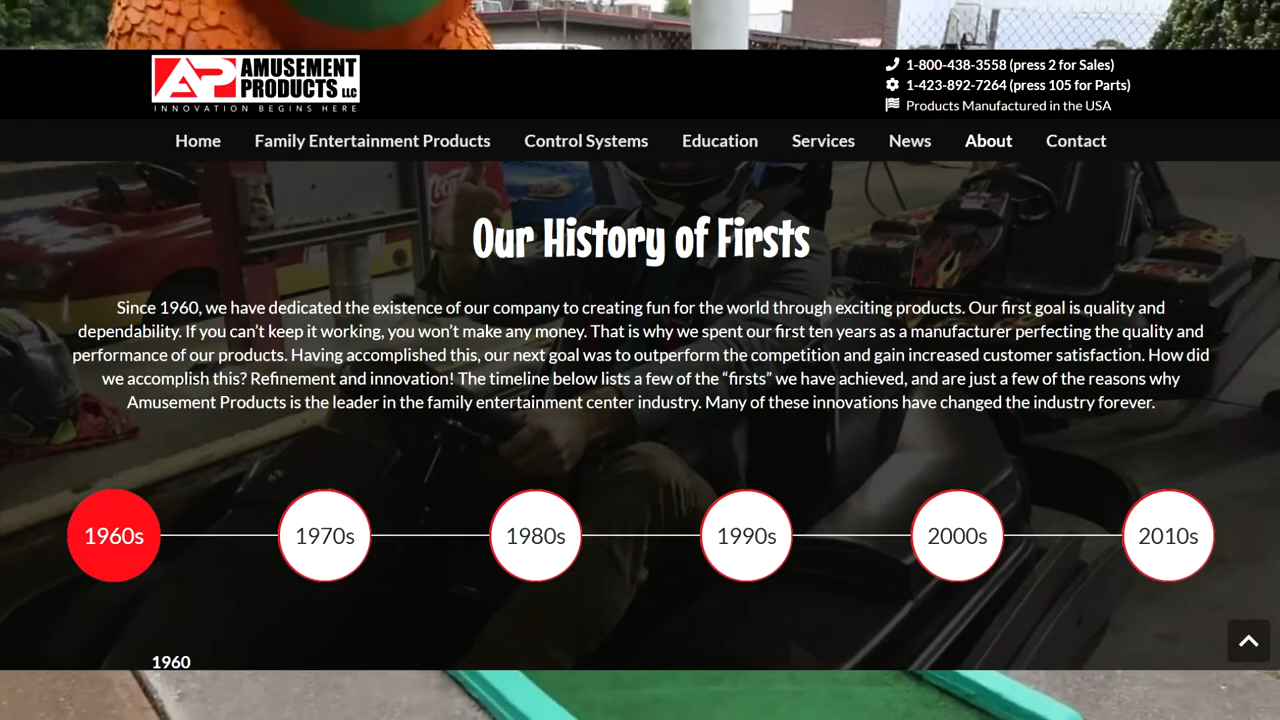 AP AMUSEMENT
PRODUCTS LLC
INNOVATION BEGINS HERE
1-800-438-3558 (press 2 for Sales)
1-423-892-7264 (press 105 for Parts)
Products Manufactured in the USA
Home Family Entertainment Products Control Systems Education Services News About Contact
Coca
Our History of Firsts
Since 1960, we have dedicated the existence of our company to creating fun for the world through exciting products. Our first goal is quality and
dependability. If you can’t keep it working, you won’t make any money. That is why we spent our first ten years as a manufacturer perfecting the quality and
performance of our products. Having accomplished this, our next goal was to outperform the competition and gain increased customer satisfaction. How did
we accomplish this? Refinement and innovation! The timeline below lists a few of the “firsts” we have achieved, and are just a few of the reasons why
Amusement Products is the leader in the family entertainment center industry. Many of these innovations have changed the industry forever.
1960s 1970s 1980s 1990s 2000s 2010s
1960